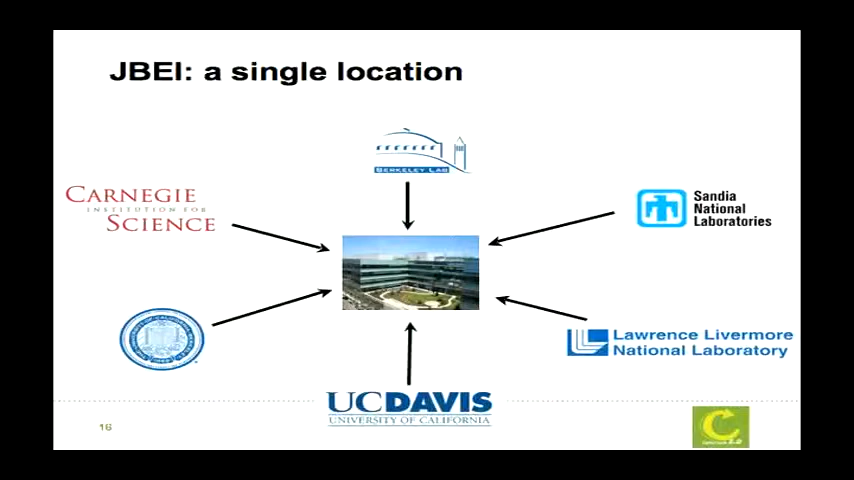 JBEI: a single location
BERKELEY LAB
CARNEGIE
INSTITUTION FOR
SCIENCE
Sandia
National
Laboratories
Lawrence Livermore
National Laboratory
UCDAVIS
UNIVERSITY OF CALIFORNIA
16